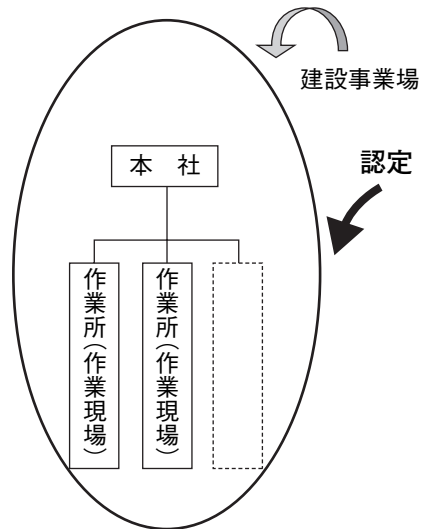 建設事業場
認定
本 社
作業所（作業現場）
作業所（作業現場）